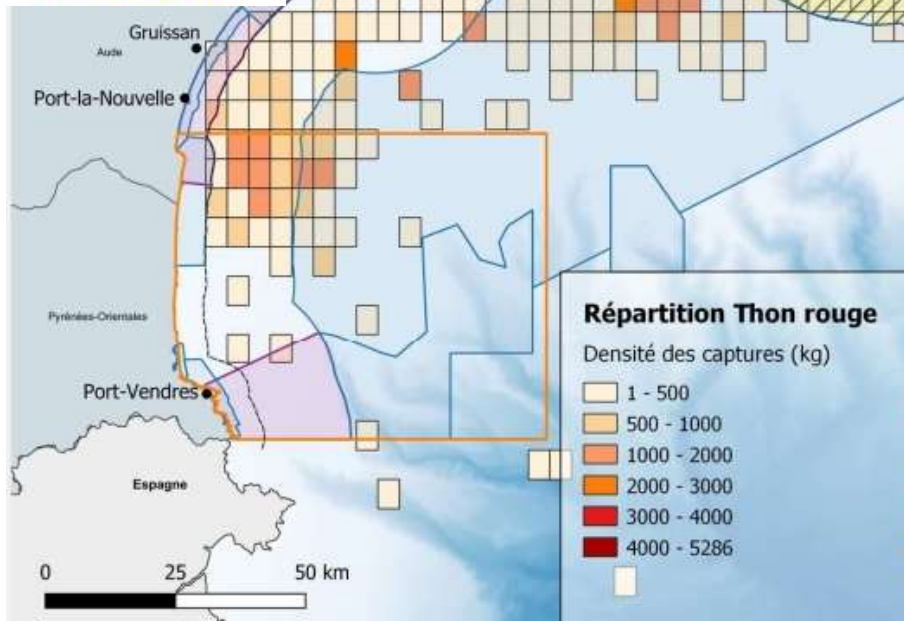 Gruissan
Aude
Port-la-Nouvelle
Pyrénées-Orientales
Port-Vendres
Espagne
0 25 50 km
Répartition Thon rouge
Densité des captures (kg)
1 - 500
500 - 1000
1000 - 2000
2000 - 3000
3000 - 4000
4000 - 5286